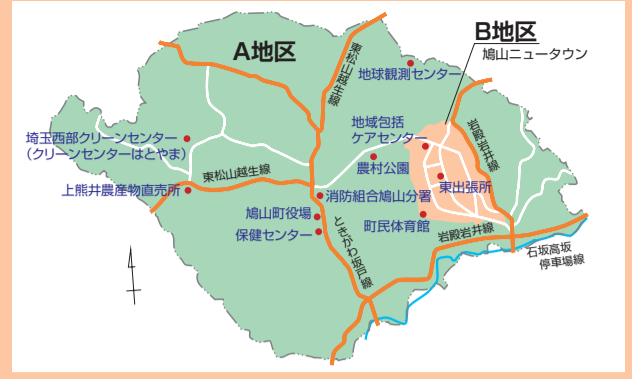 A地区
B地区
鳩山ニュータウン
東松山越生線
地球観測センター
埼玉西部クリーンセンター
(クリーンセンターはとやま)
地域包括
ケアセンター
岩殿岩井線
農村公園
東松山越生線
東出張所
上熊井農産物直売所
消防組合鳩山分署
鳩山町役場
町民体育館
保健センター
ときがわ坂戸線
岩殿岩井線
石坂高坂
停車場線